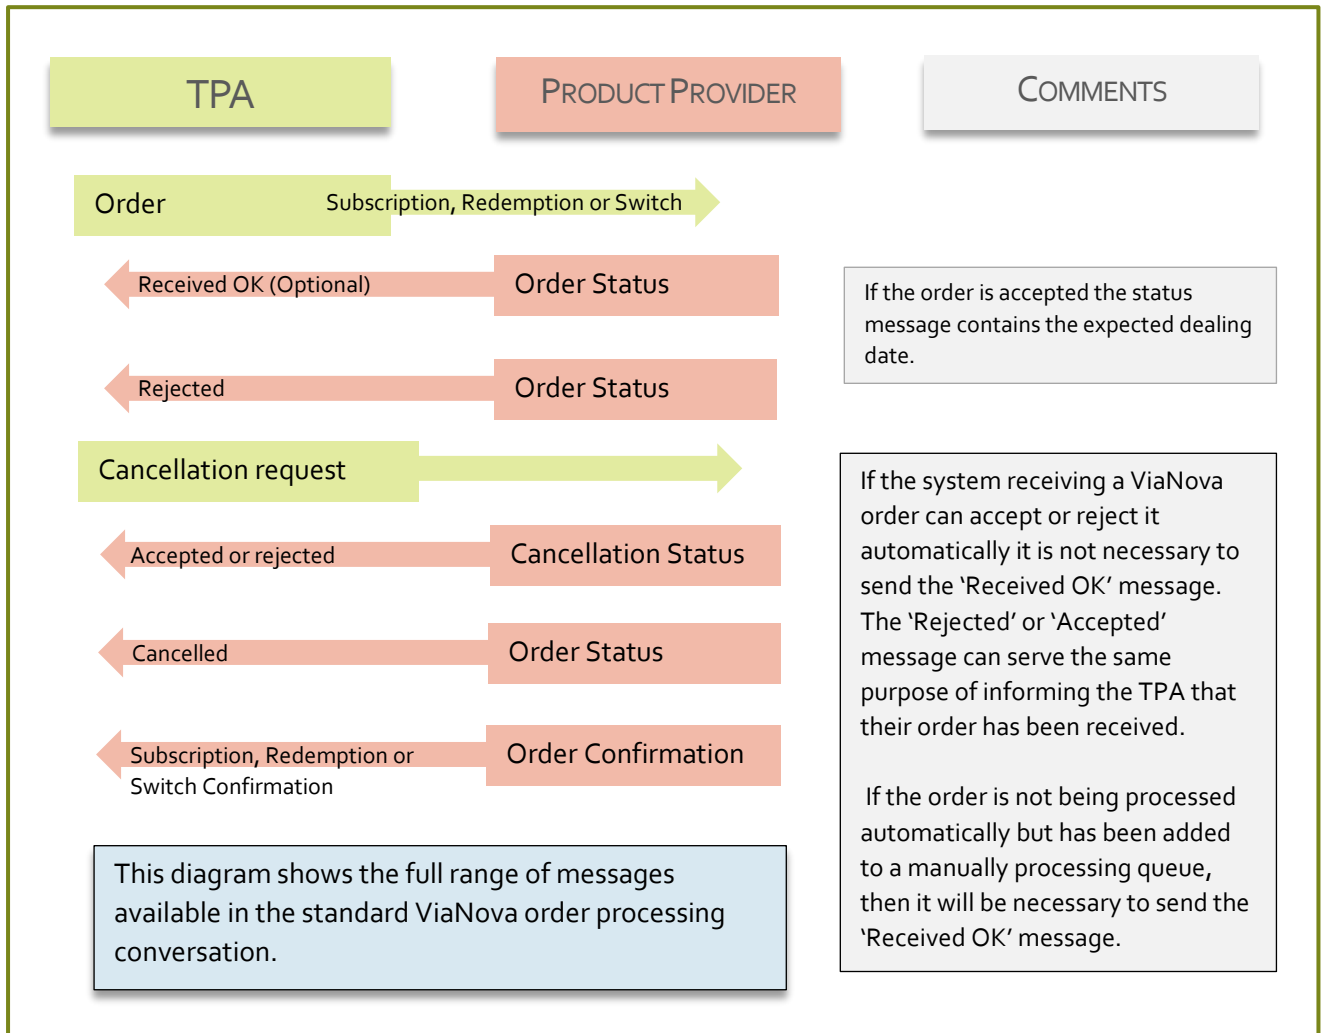 TPA
PRODUCT PROVIDER
COMMENTS
Order
Subscription, Redemption or Switch
Received OK (Optional)
Order Status
If the order is accepted the status
message contains the expected dealing
date.
Rejected
Order Status
Cancellation request
Accepted or rejected
Cancellation Status
Cancelled
Order Status
Subscription, Redemption or
Switch Confirmation
Order Confirmation
If the system receiving a ViaNova
order can accept or reject it
automatically it is not necessary to
send the ‘Received OK’ message.
The ‘Rejected’ or ‘Accepted’
message can serve the same
purpose of informing the TPA that
their order has been received.
If the order is not being processed
automatically but has been added
to a manually processing queue,
then it will be necessary to send the
‘Received OK’ message.
This diagram shows the full range of messages
available in the standard ViaNova order processing
conversation.